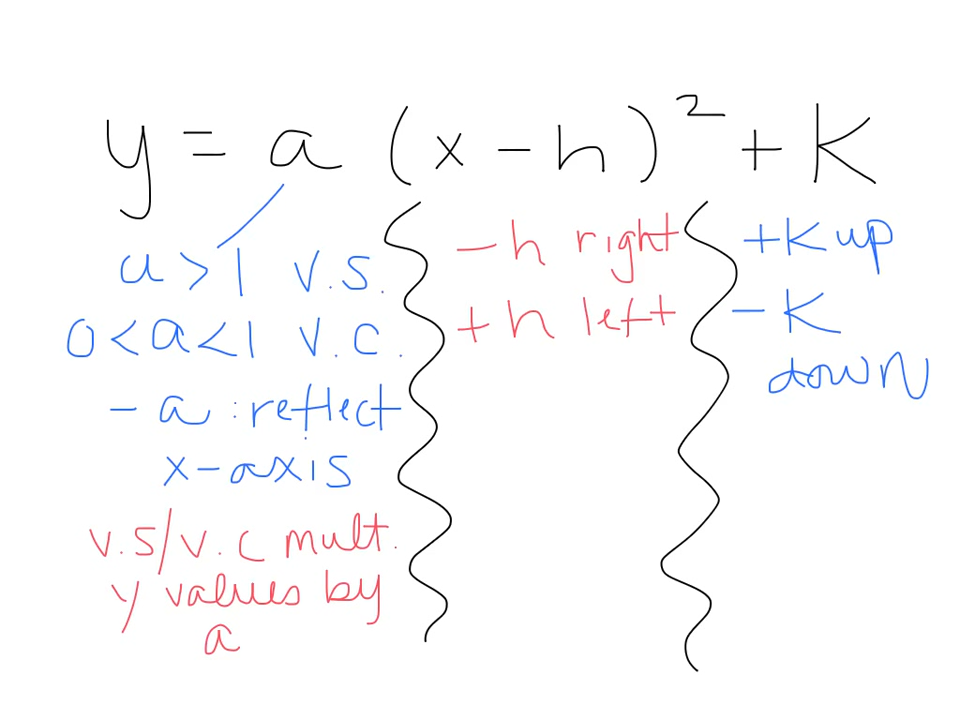 y = a (x - h)² + K
a > 1 v.s.
0 < a < 1 v.c.
- a : reflect
x-axis
v.s/v.c mult.
y values by
a
- h right
+ h left
+K up
- K
down